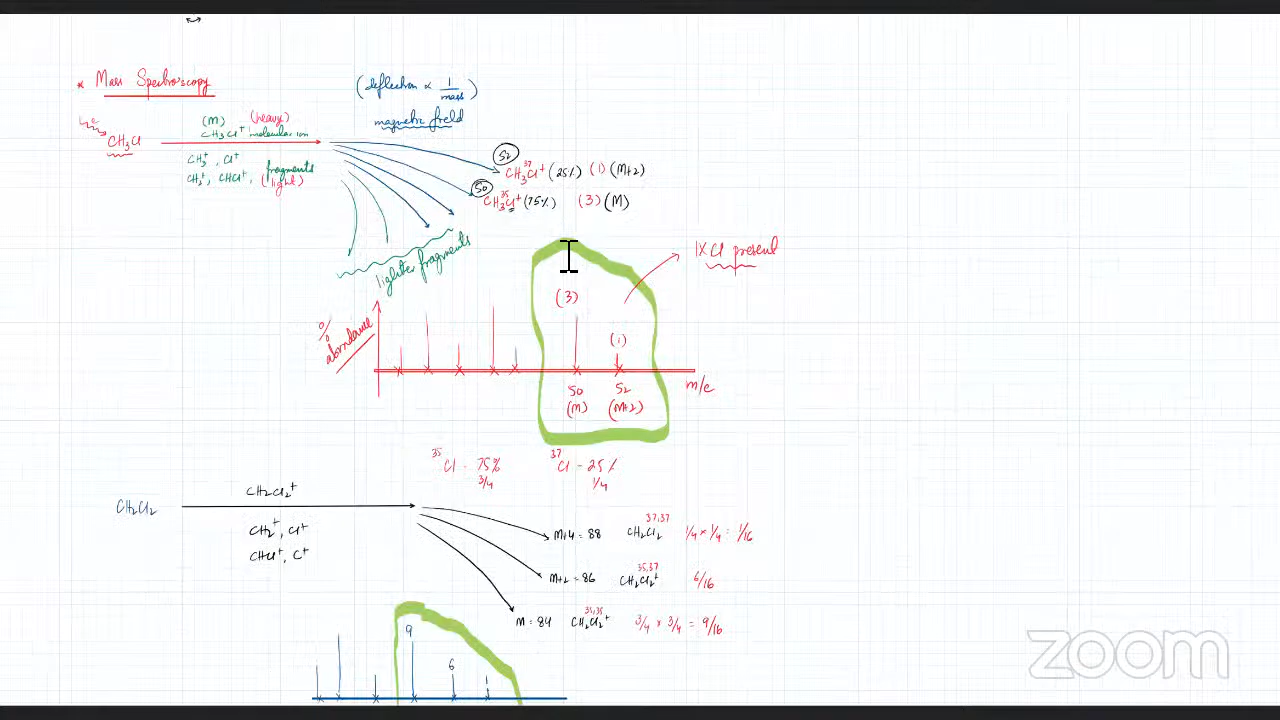 * Mass Spectroscopy
(deflection ∝ 1/mass)
magnetic field
CH3Cl
(M) (heavy)
CH3Cl+ molecular ion
CH3+, Cl+
CH2+, CHCl+, fragments
(light)
52
CH3 37Cl+ (25%) (1) (M+2)
50
CH3 35Cl+ (75%) (3) (M)
lighter fragments
1X Cl present
% abundance
(3)
(1)
50
52
m/e
(M)
(M+2)
35Cl - 75%
3/4
37Cl - 25%
1/4
CH2Cl2
CH2Cl2+
CH2+, Cl+
CHCl+, C+
M+4 = 88 CH2Cl2 37,37 1/4 × 1/4 = 1/16
M+2 = 86 CH2Cl2+ 35,37 6/16
M = 84 CH2Cl2+ 35,35 3/4 × 3/4 = 9/16
9
6
zoom